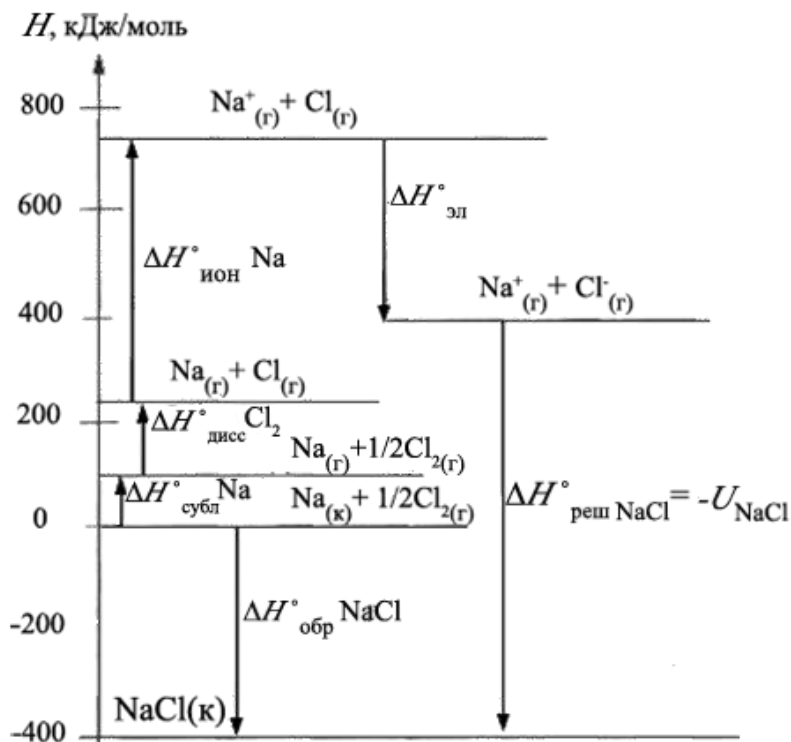 H, кДж/моль
800
Na⁺(г) + Cl(г)
ΔH°эл
600
ΔH°ион Na
Na⁺(г) + Cl⁻(г)
400
Na(г) + Cl(г)
200
ΔH°дисс Cl₂
Na(г) +1/2Cl₂(г)
ΔH°субл Na
Na(к) + 1/2Cl₂(г)
ΔH°реш NaCl = -U NaCl
0
ΔH°обр NaCl
-200
NaCl(к)
-400